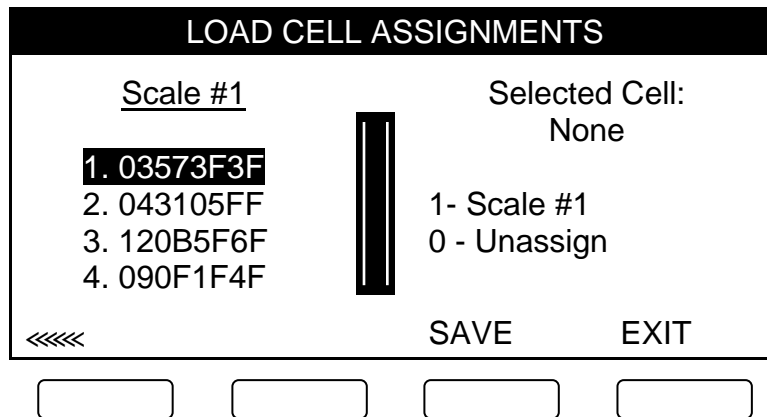 LOAD CELL ASSIGNMENTS
Scale #1
1. 03573F3F
2. 043105FF
3. 120B5F6F
4. 090F1F4F
Selected Cell:
None
1- Scale #1
0 - Unassign
<<<<<<
SAVE
EXIT